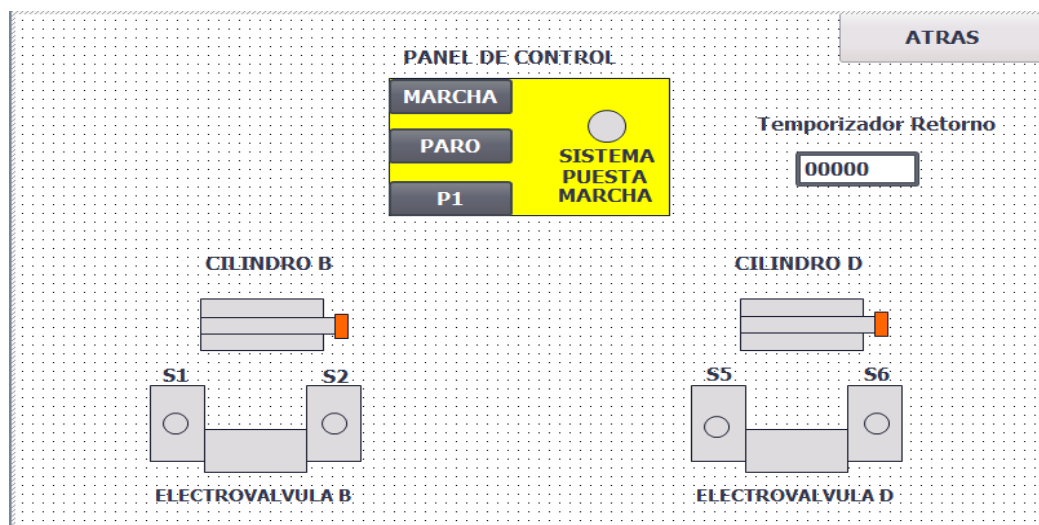 ATRAS
PANEL DE CONTROL
MARCHA
PARO
P1
SISTEMA
PUESTA
MARCHA
Temporizador Retorno
00000
CILINDRO B
CILINDRO D
S1
S2
S5
S6
ELECTROVALVULA B
ELECTROVALVULA D